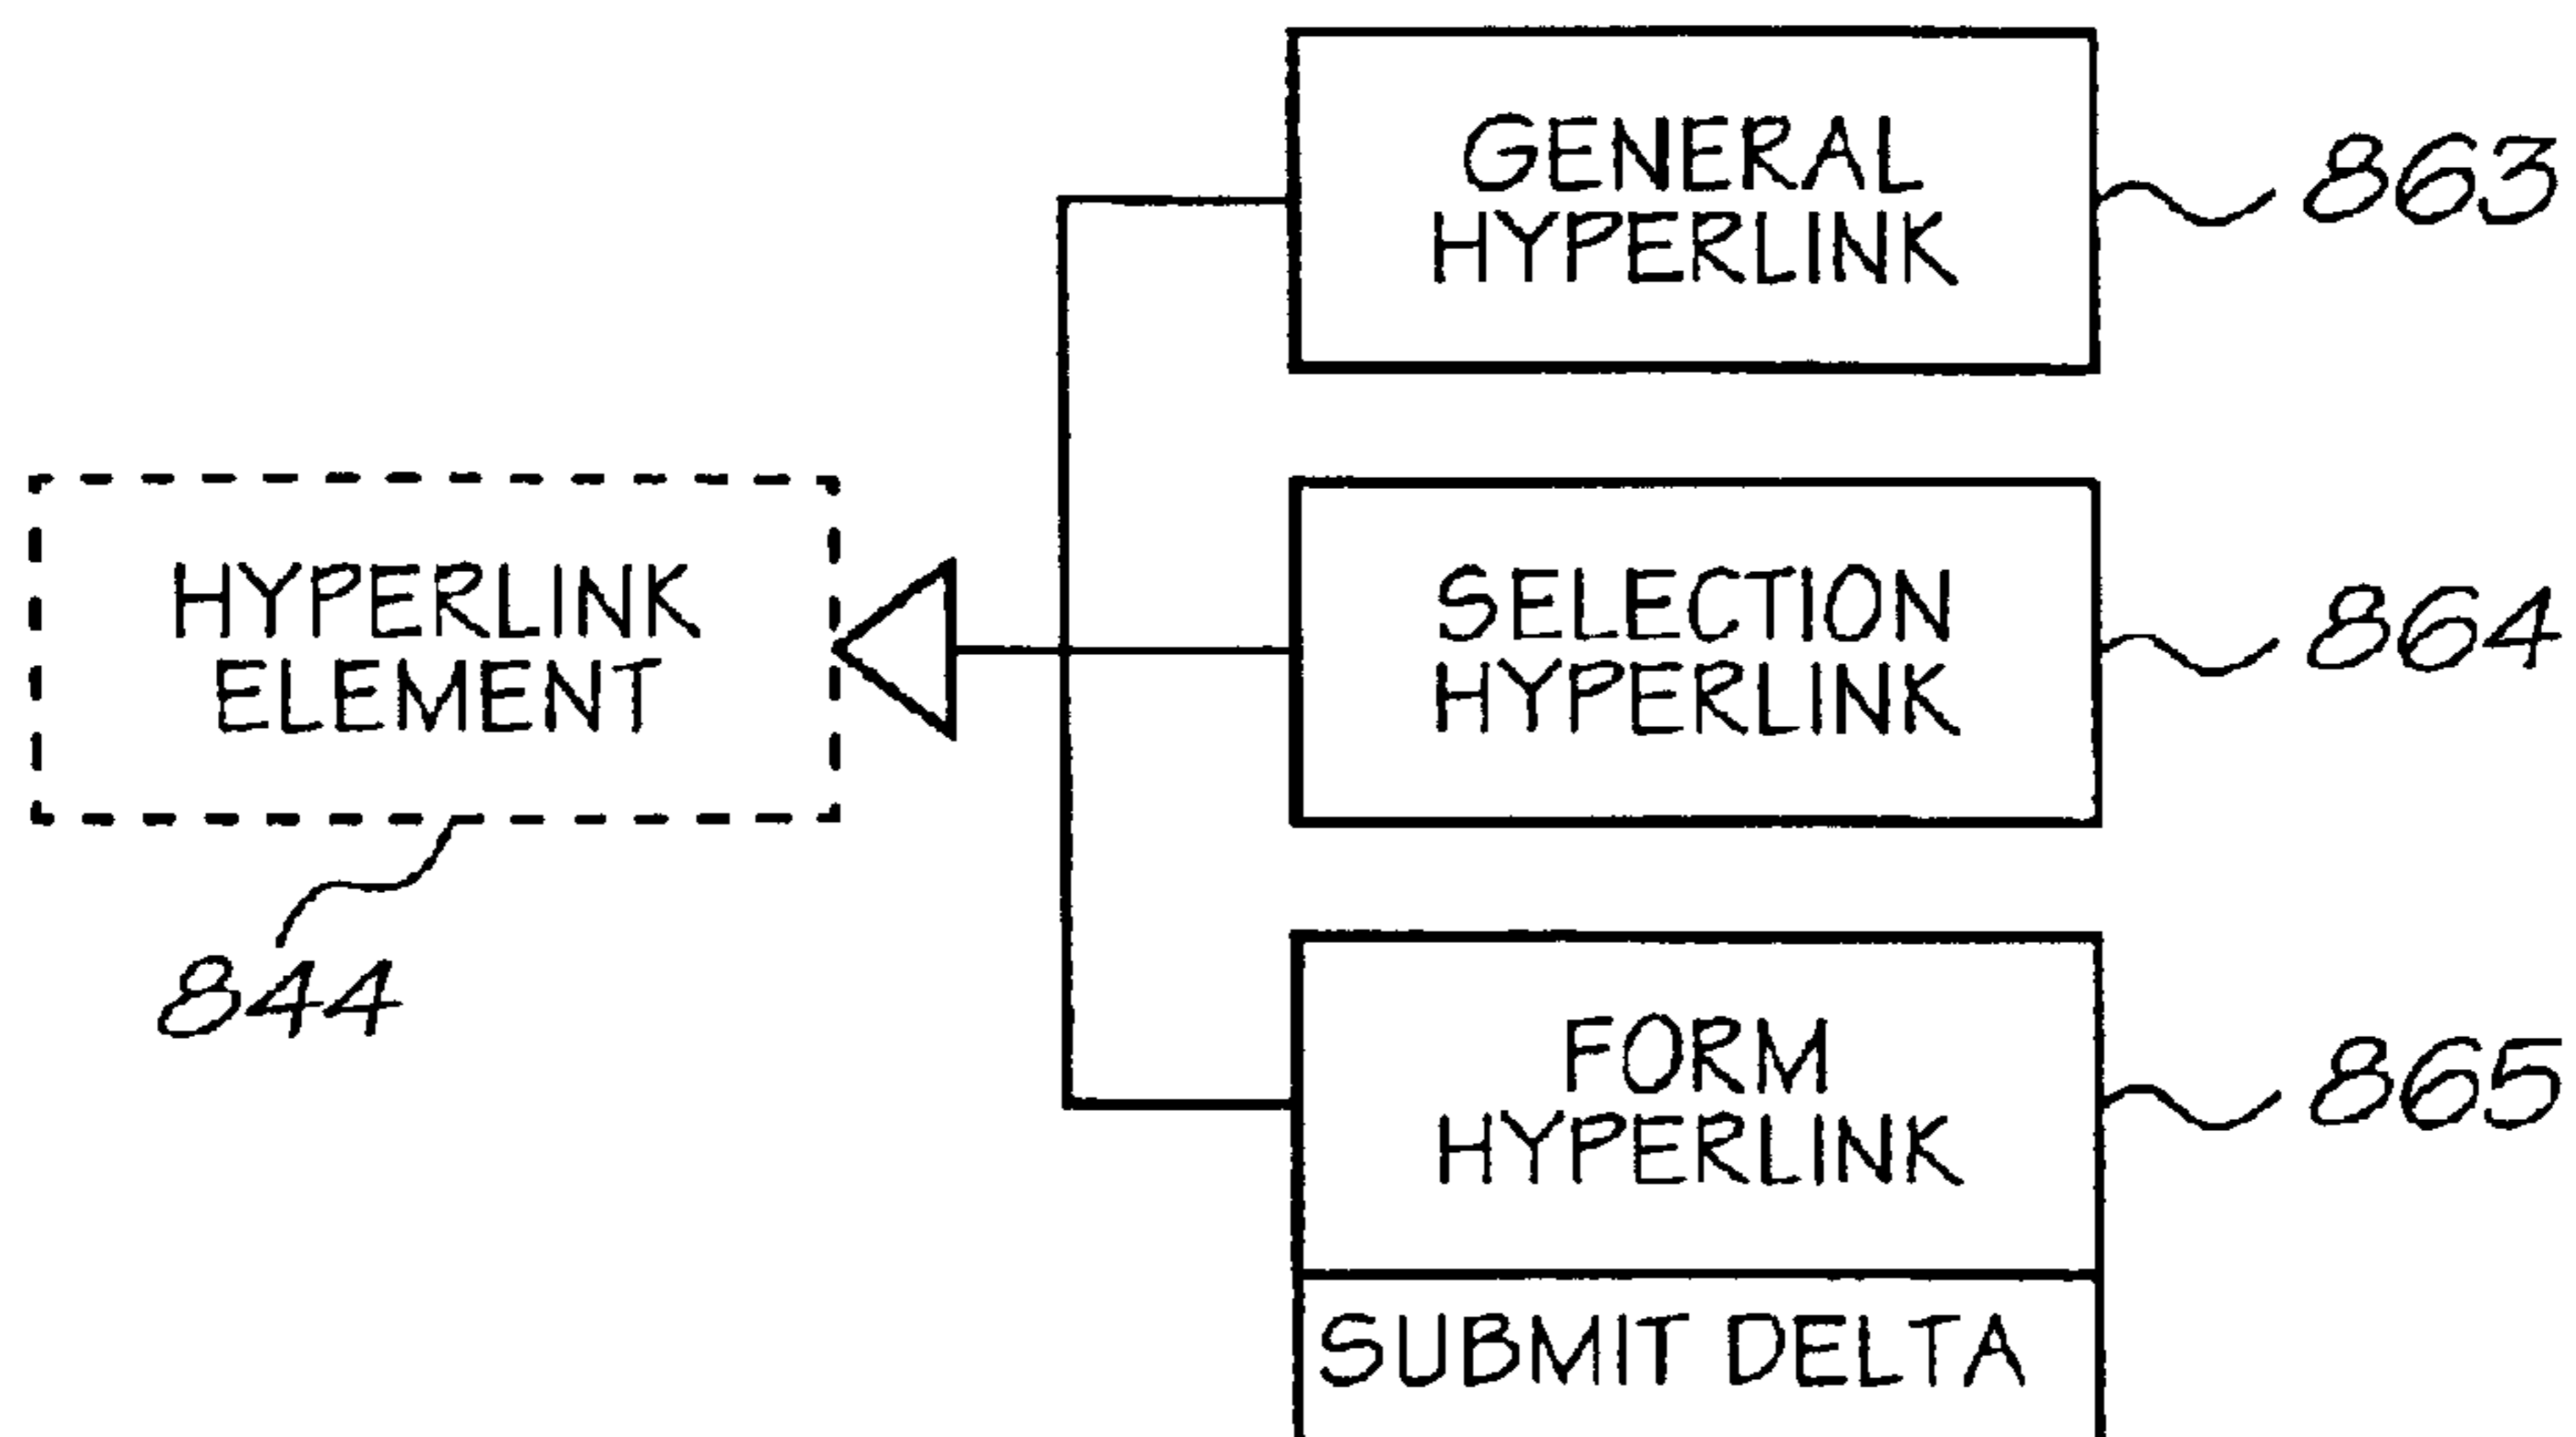 GENERAL
HYPERLINK
863
HYPERLINK
ELEMENT
844
SELECTION
HYPERLINK
864
FORM
HYPERLINK
865
SUBMIT DELTA